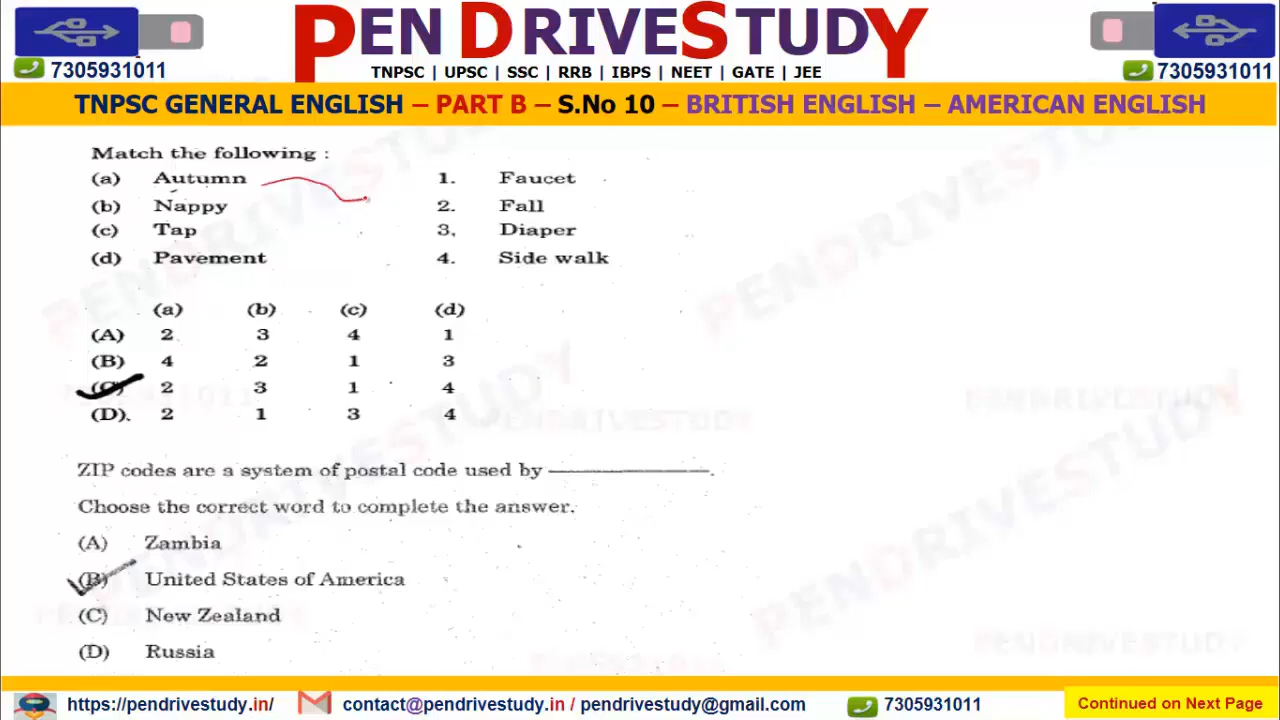 PENDRIVESTUDY
7305931011
TNPSC | UPSC | SSC | RRB | IBPS | NEET | GATE | JEE
7305931011
TNPSC GENERAL ENGLISH – PART B – S.No 10 – BRITISH ENGLISH – AMERICAN ENGLISH
Match the following :
(a) Autumn 1. Faucet
(b) Nappy 2. Fall
(c) Tap 3, Diaper
(d) Pavement 4. Side walk
(a) (b) (c) (d)
(A) 2 3 4 1
(B) 4 2 1 3
(C) 2 3 1 4
(D). 2 1 3 4
ZIP codes are a system of postal code used by ——————.
Choose the correct word to complete the answer.
(A) Zambia
(B) United States of America
(C) New Zealand
(D) Russia
https://pendrivestudy.in/ contact@pendrivestudy.in / pendrivestudy@gmail.com 7305931011 Continued on Next Page